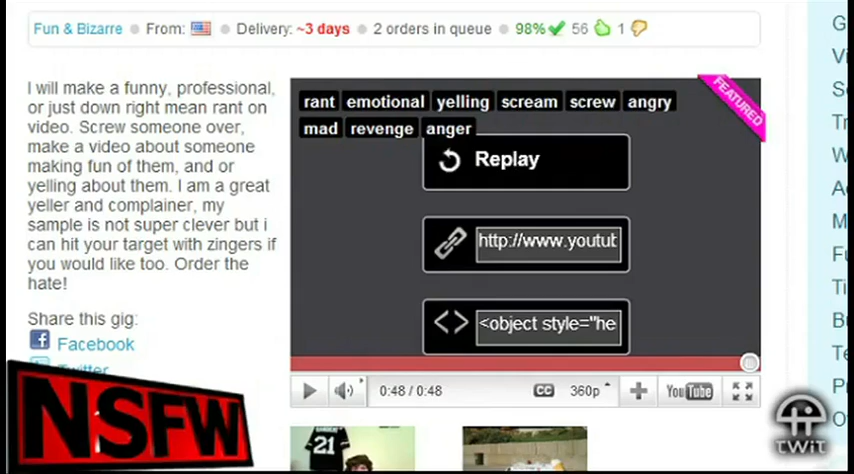 Fun & Bizarre From: Delivery: ~3 days 2 orders in queue 98% 56 1
I will make a funny, professional,
or just down right mean rant on
video. Screw someone over,
make a video about someone
making fun of them, and or
yelling about them. I am a great
yeller and complainer, my
sample is not super clever but i
can hit your target with zingers if
you would like too. Order the
hate!
Share this gig:
Facebook
Twitter
rant emotional yelling scream screw angry
mad revenge anger
FEATURED
Replay
http://www.youtub
<object style="he
0:48 / 0:48 CC 360p YouTube
21
NSFW
TWiT